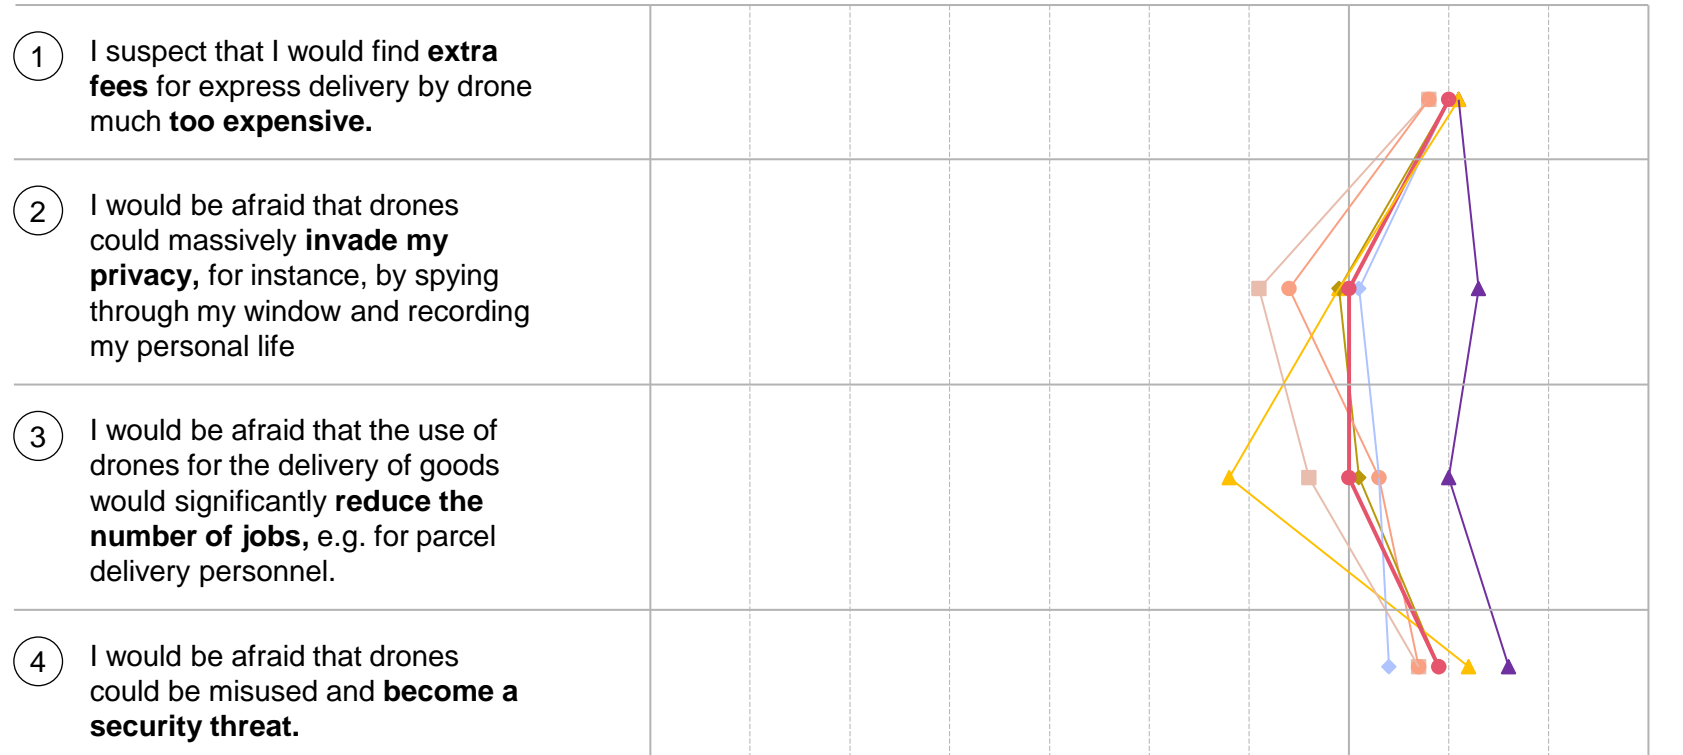 1
I suspect that I would find extra
fees for express delivery by drone
much too expensive.
2
I would be afraid that drones
could massively invade my
privacy, for instance, by spying
through my window and recording
my personal life
3
I would be afraid that the use of
drones for the delivery of goods
would significantly reduce the
number of jobs, e.g. for parcel
delivery personnel.
4
I would be afraid that drones
could be misused and become a
security threat.